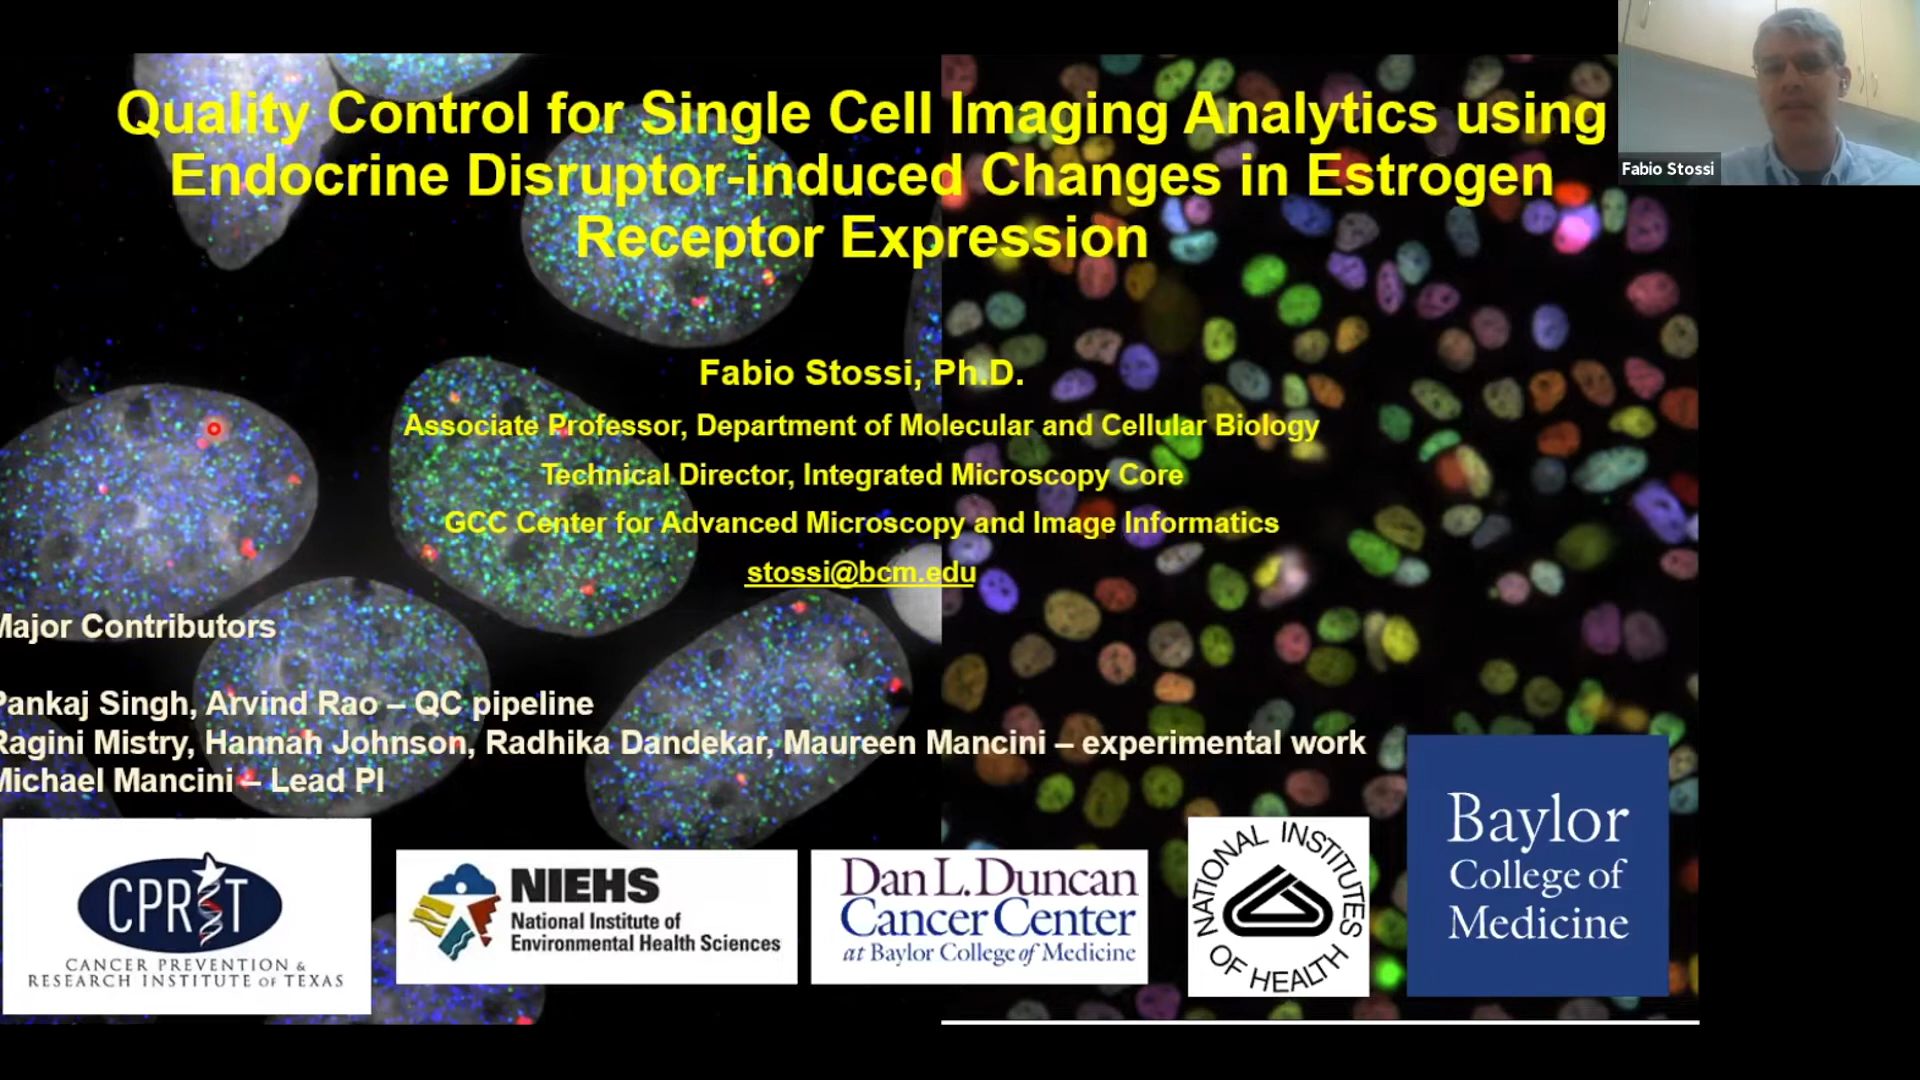 Quality Control for Single Cell Imaging Analytics using
Endocrine Disruptor-induced Changes in Estrogen
Receptor Expression
Fabio Stossi
Fabio Stossi, Ph.D.
Associate Professor, Department of Molecular and Cellular Biology
Technical Director, Integrated Microscopy Core
GCC Center for Advanced Microscopy and Image Informatics
stossi@bcm.edu
Major Contributors
Pankaj Singh, Arvind Rao – QC pipeline
Ragini Mistry, Hannah Johnson, Radhika Dandekar, Maureen Mancini – experimental work
Michael Mancini – Lead PI
CPRIT
CANCER PREVENTION &
RESEARCH INSTITUTE OF TEXAS
NIEHS
National Institute of
Environmental Health Sciences
Dan L. Duncan
Cancer Center
at Baylor College of Medicine
NATIONAL INSTITUTES
OF HEALTH
Baylor
College of
Medicine